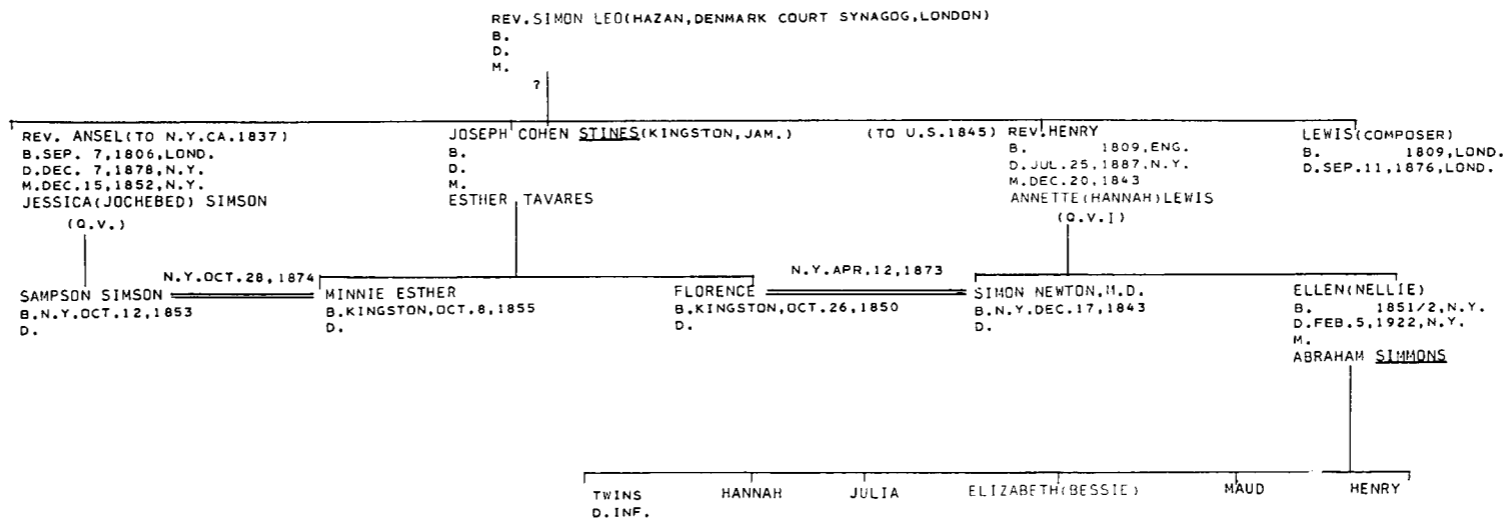 REV.SIMON LEO(HAZAN,DENMARK COURT SYNAGOG,LONDON)
B.
D.
M.
?
REV. ANSEL(TO N.Y.CA.1837)
B.SEP. 7,1806,LOND.
D.DEC. 7,1878,N.Y.
M.DEC.15,1852,N.Y.
JESSICA(JOCHEBED) SIMSON
(Q.V.)
JOSEPH COHEN STINES(KINGSTON,JAM.)
B.
D.
M.
ESTHER TAVARES
(TO U.S.1845) REV.HENRY
B. 1809,ENG.
D.JUL.25,1887,N.Y.
M.DEC.20,1843
ANNETTE(HANNAH)LEWIS
(Q.V.I)
LEWIS(COMPOSER)
B. 1809,LOND.
D.SEP.11,1876,LOND.
SAMPSON SIMSON
B.N.Y.OCT.12,1853
D.
N.Y.OCT.28,1874
MINNIE ESTHER
B.KINGSTON,OCT.8,1855
D.
FLORENCE
B.KINGSTON,OCT.26,1850
D.
N.Y.APR.12,1873
SIMON NEWTON,M.D.
B.N.Y.DEC.17,1843
D.
ELLEN(NELLIE)
B. 1851/2,N.Y.
D.FEB.5,1922,N.Y.
M.
ABRAHAM SIMMONS
TWINS
D.INF.
HANNAH
JULIA
ELIZABETH(BESSIE)
MAUD
HENRY